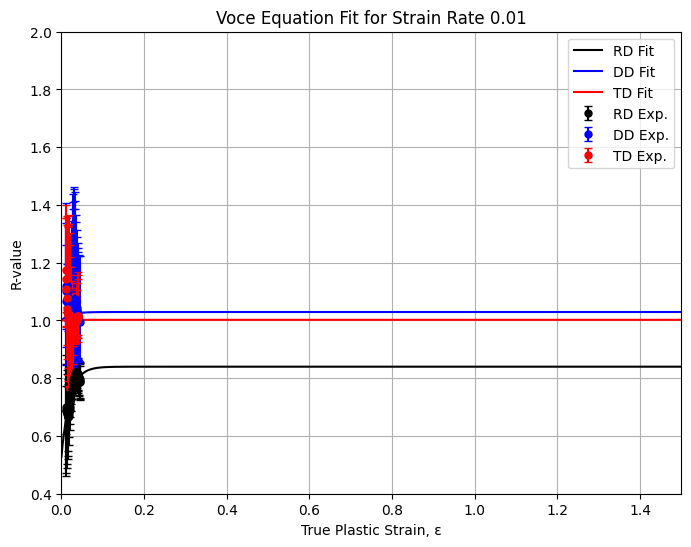 Voce Equation Fit for Strain Rate 0.01
R-value
2.0
1.8
1.6
1.4
1.2
1.0
0.8
0.6
0.4
RD Fit
DD Fit
TD Fit
RD Exp.
DD Exp.
TD Exp.
0.0 0.2 0.4 0.6 0.8 1.0 1.2 1.4
True Plastic Strain, ε